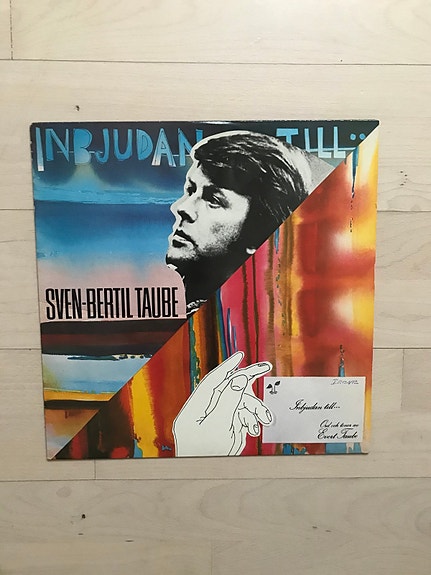 INBJUDAN TILL..
SVEN-BERTIL TAUBE
Inbjudan till...
Ord och toner av
Evert Taube